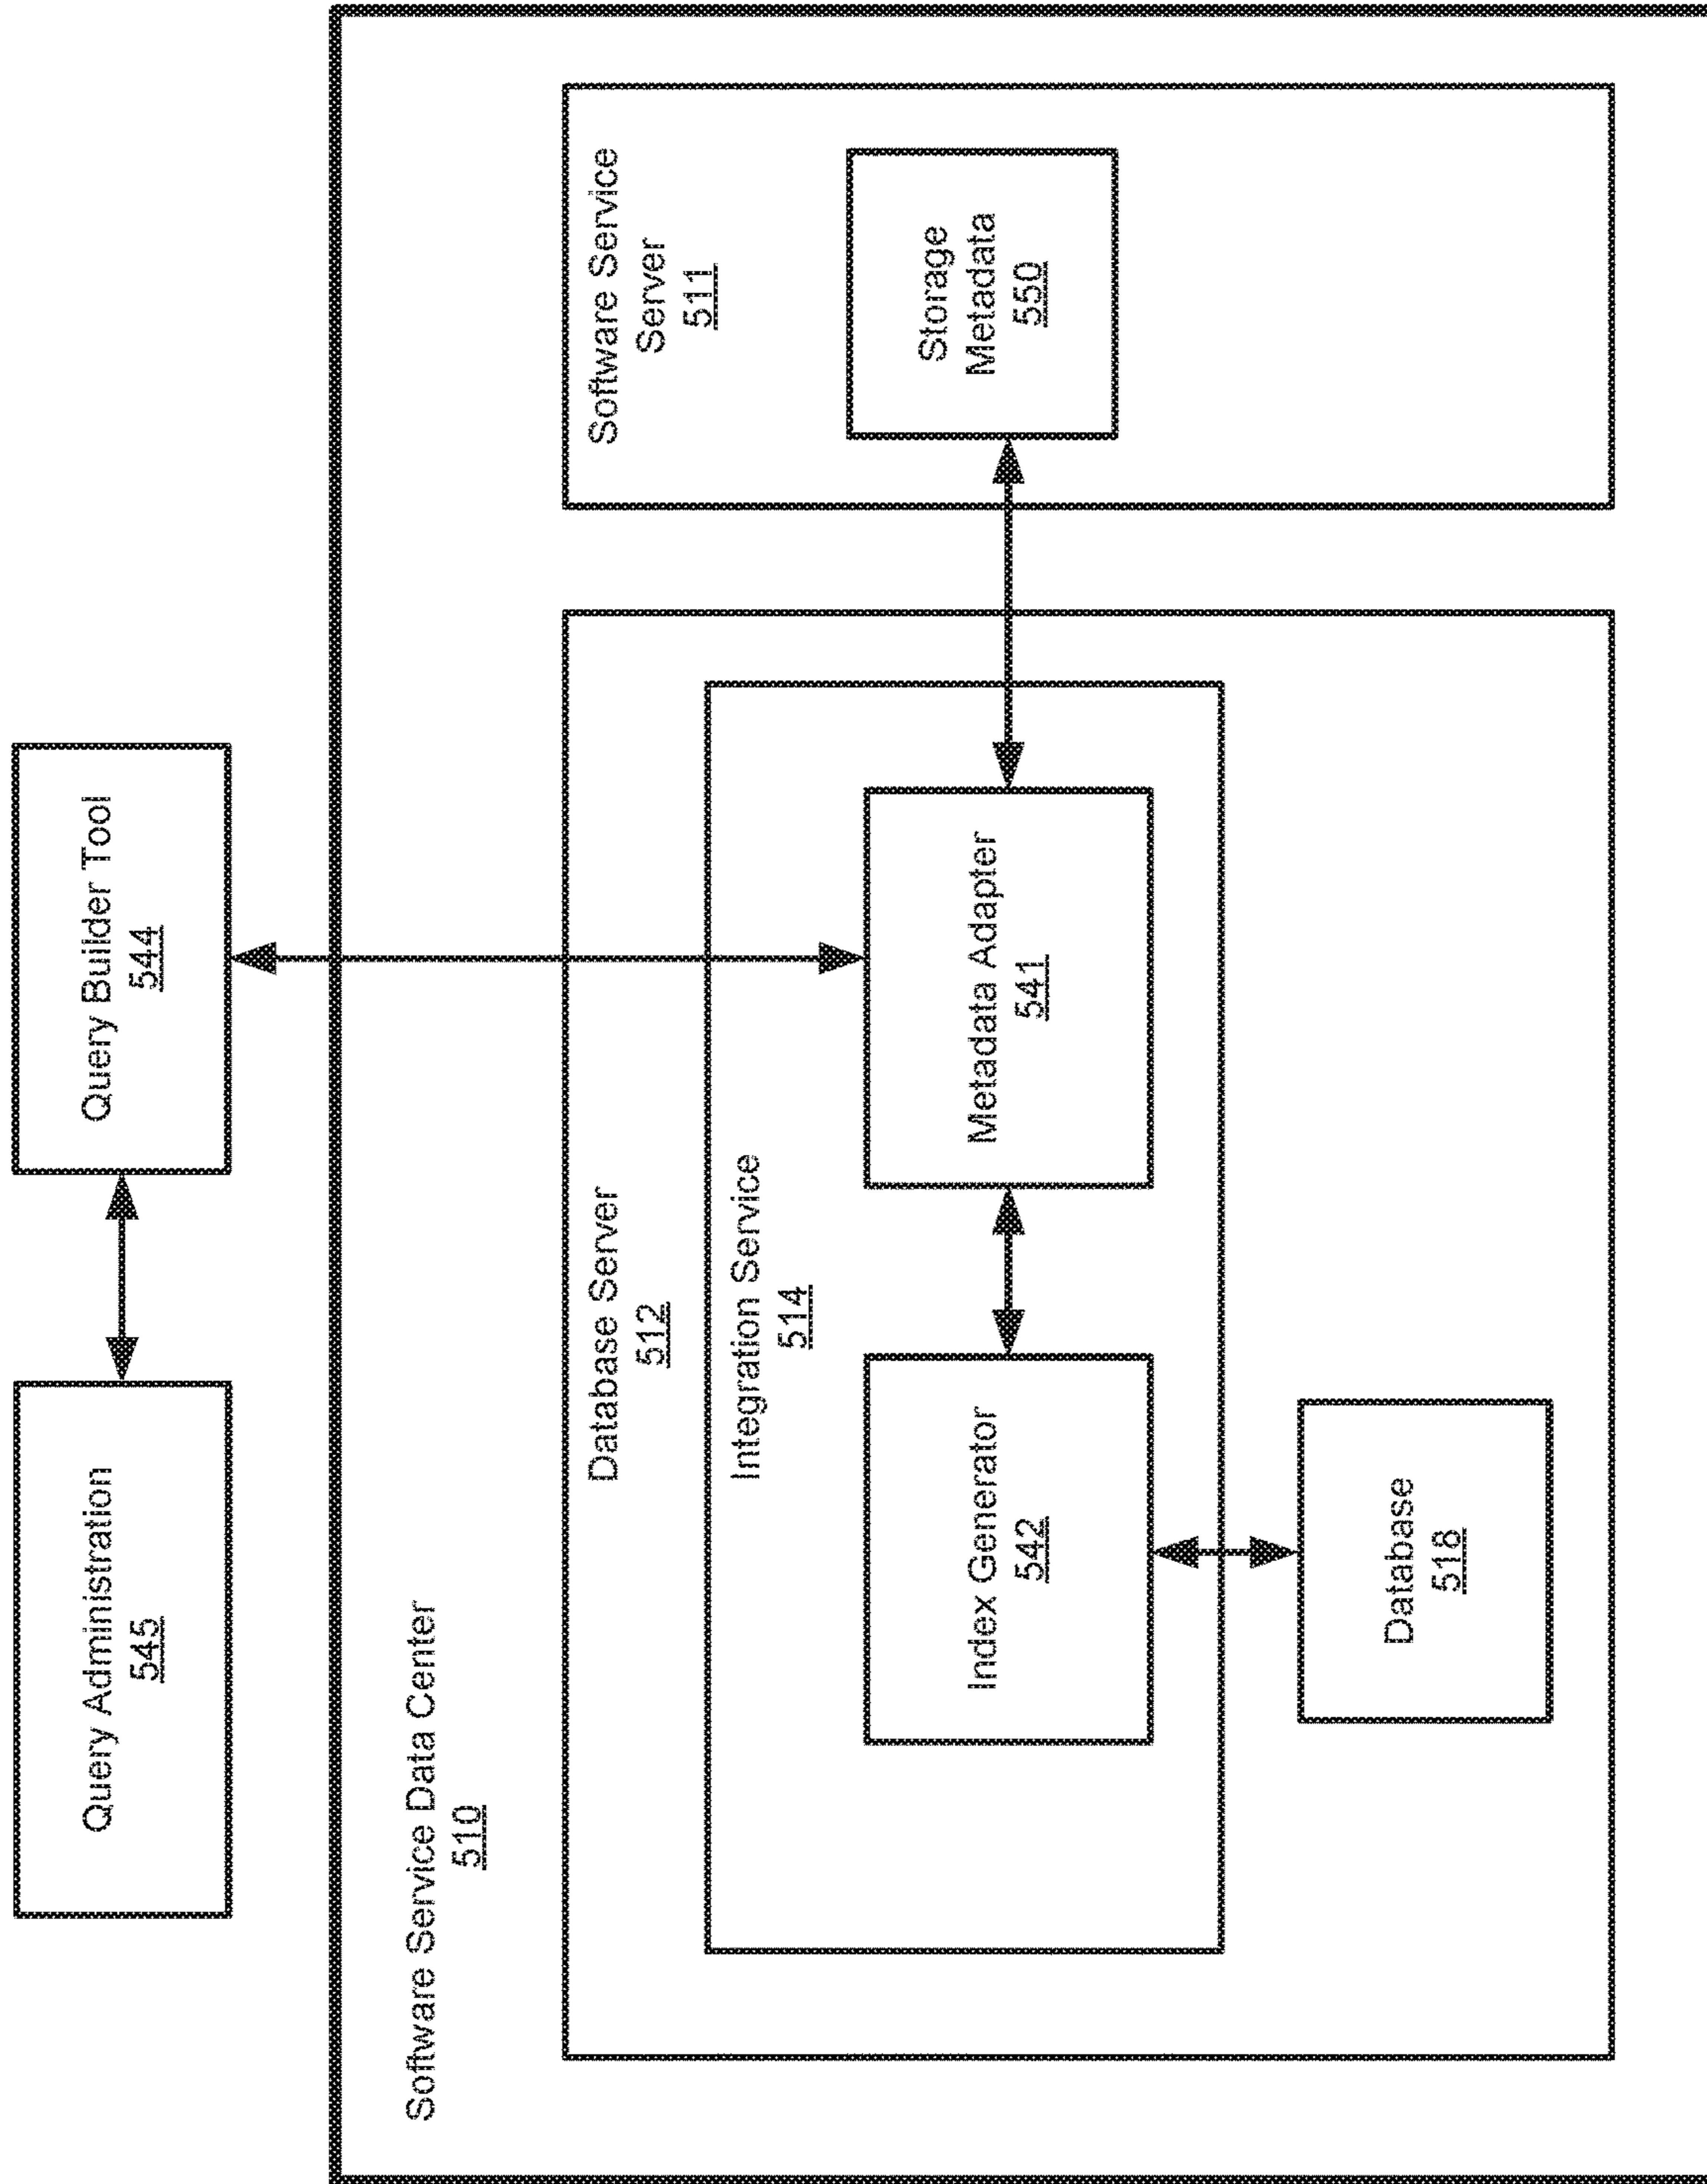 Query Administration
545
Query Builder Tool
544
Software Service Data Center
510
Database Server
512
Integration Service
514
Index Generator
542
Metadata Adapter
541
Database
518
Software Service
Server
511
Storage
Metadata
550